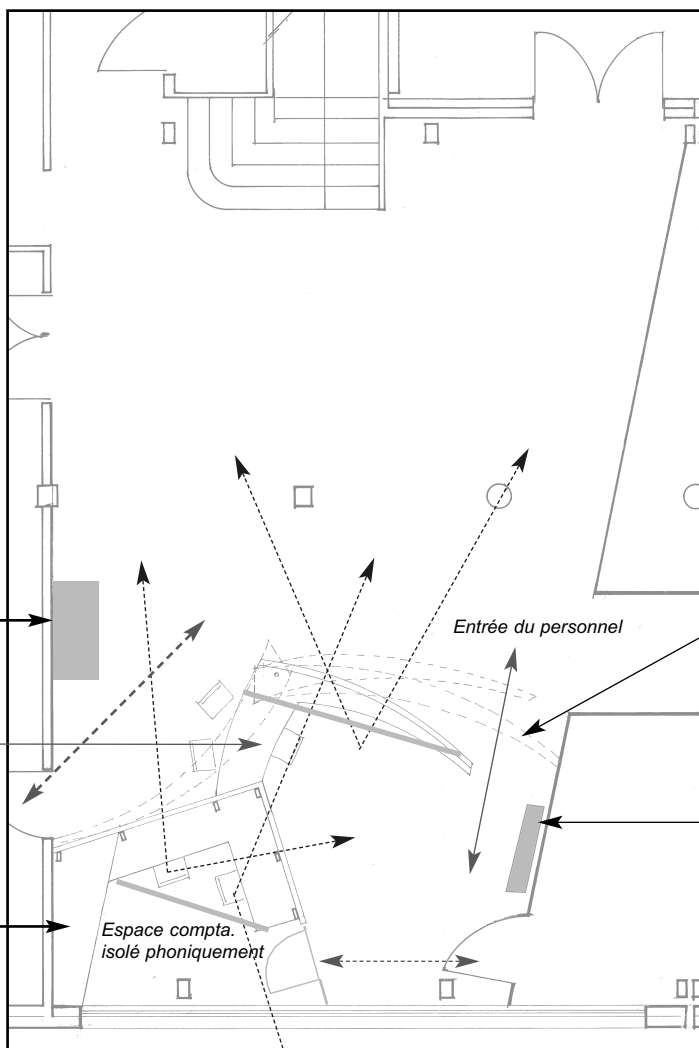 Entrée du personnel
Espace compta.
isolé phoniquement